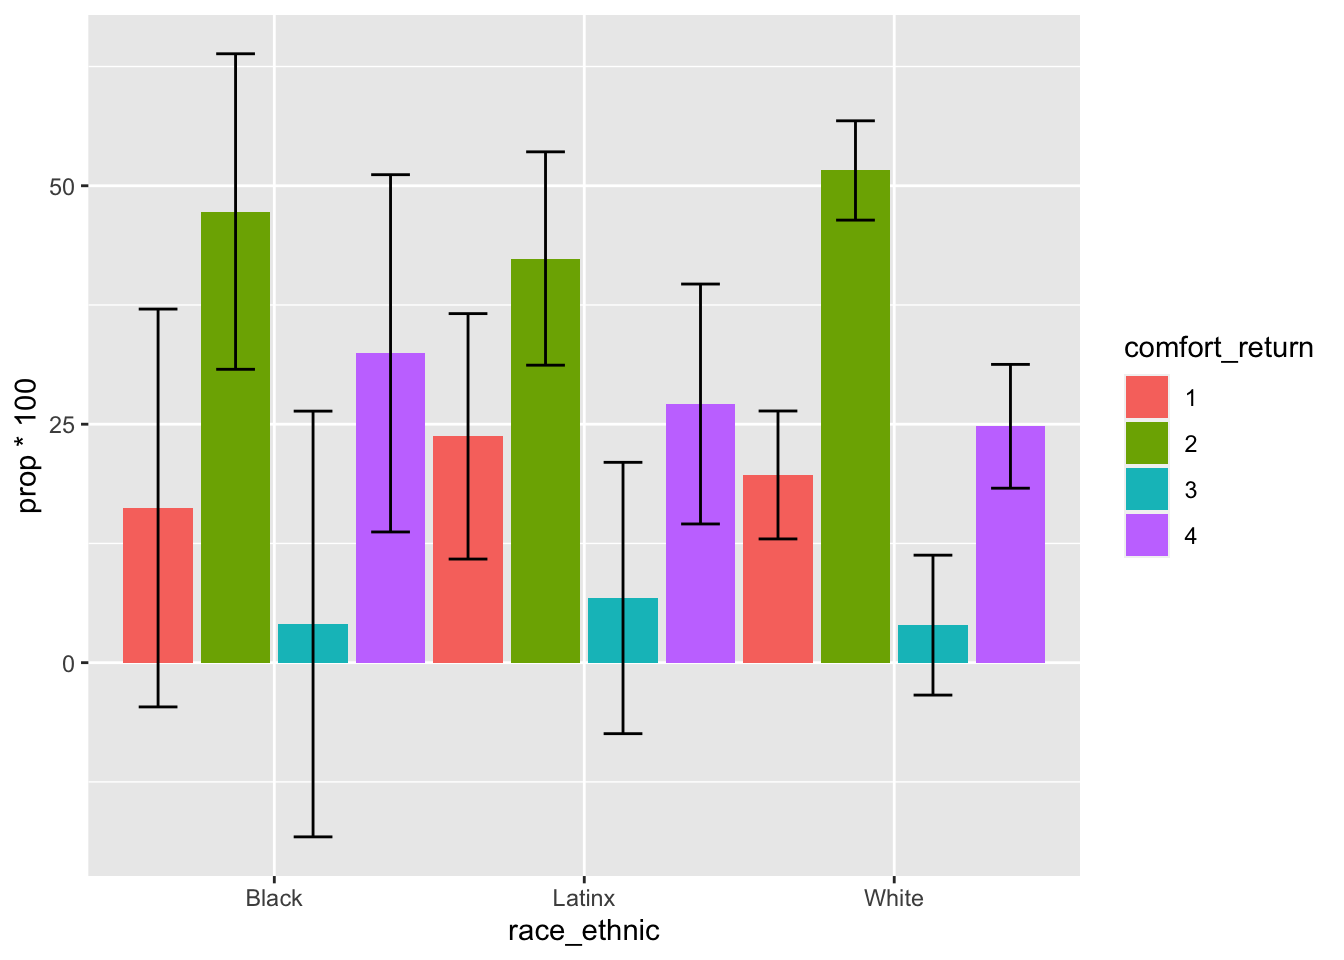 prop * 100
50
25
0
Black
Latinx
White
race_ethnic
comfort_return
1
2
3
4